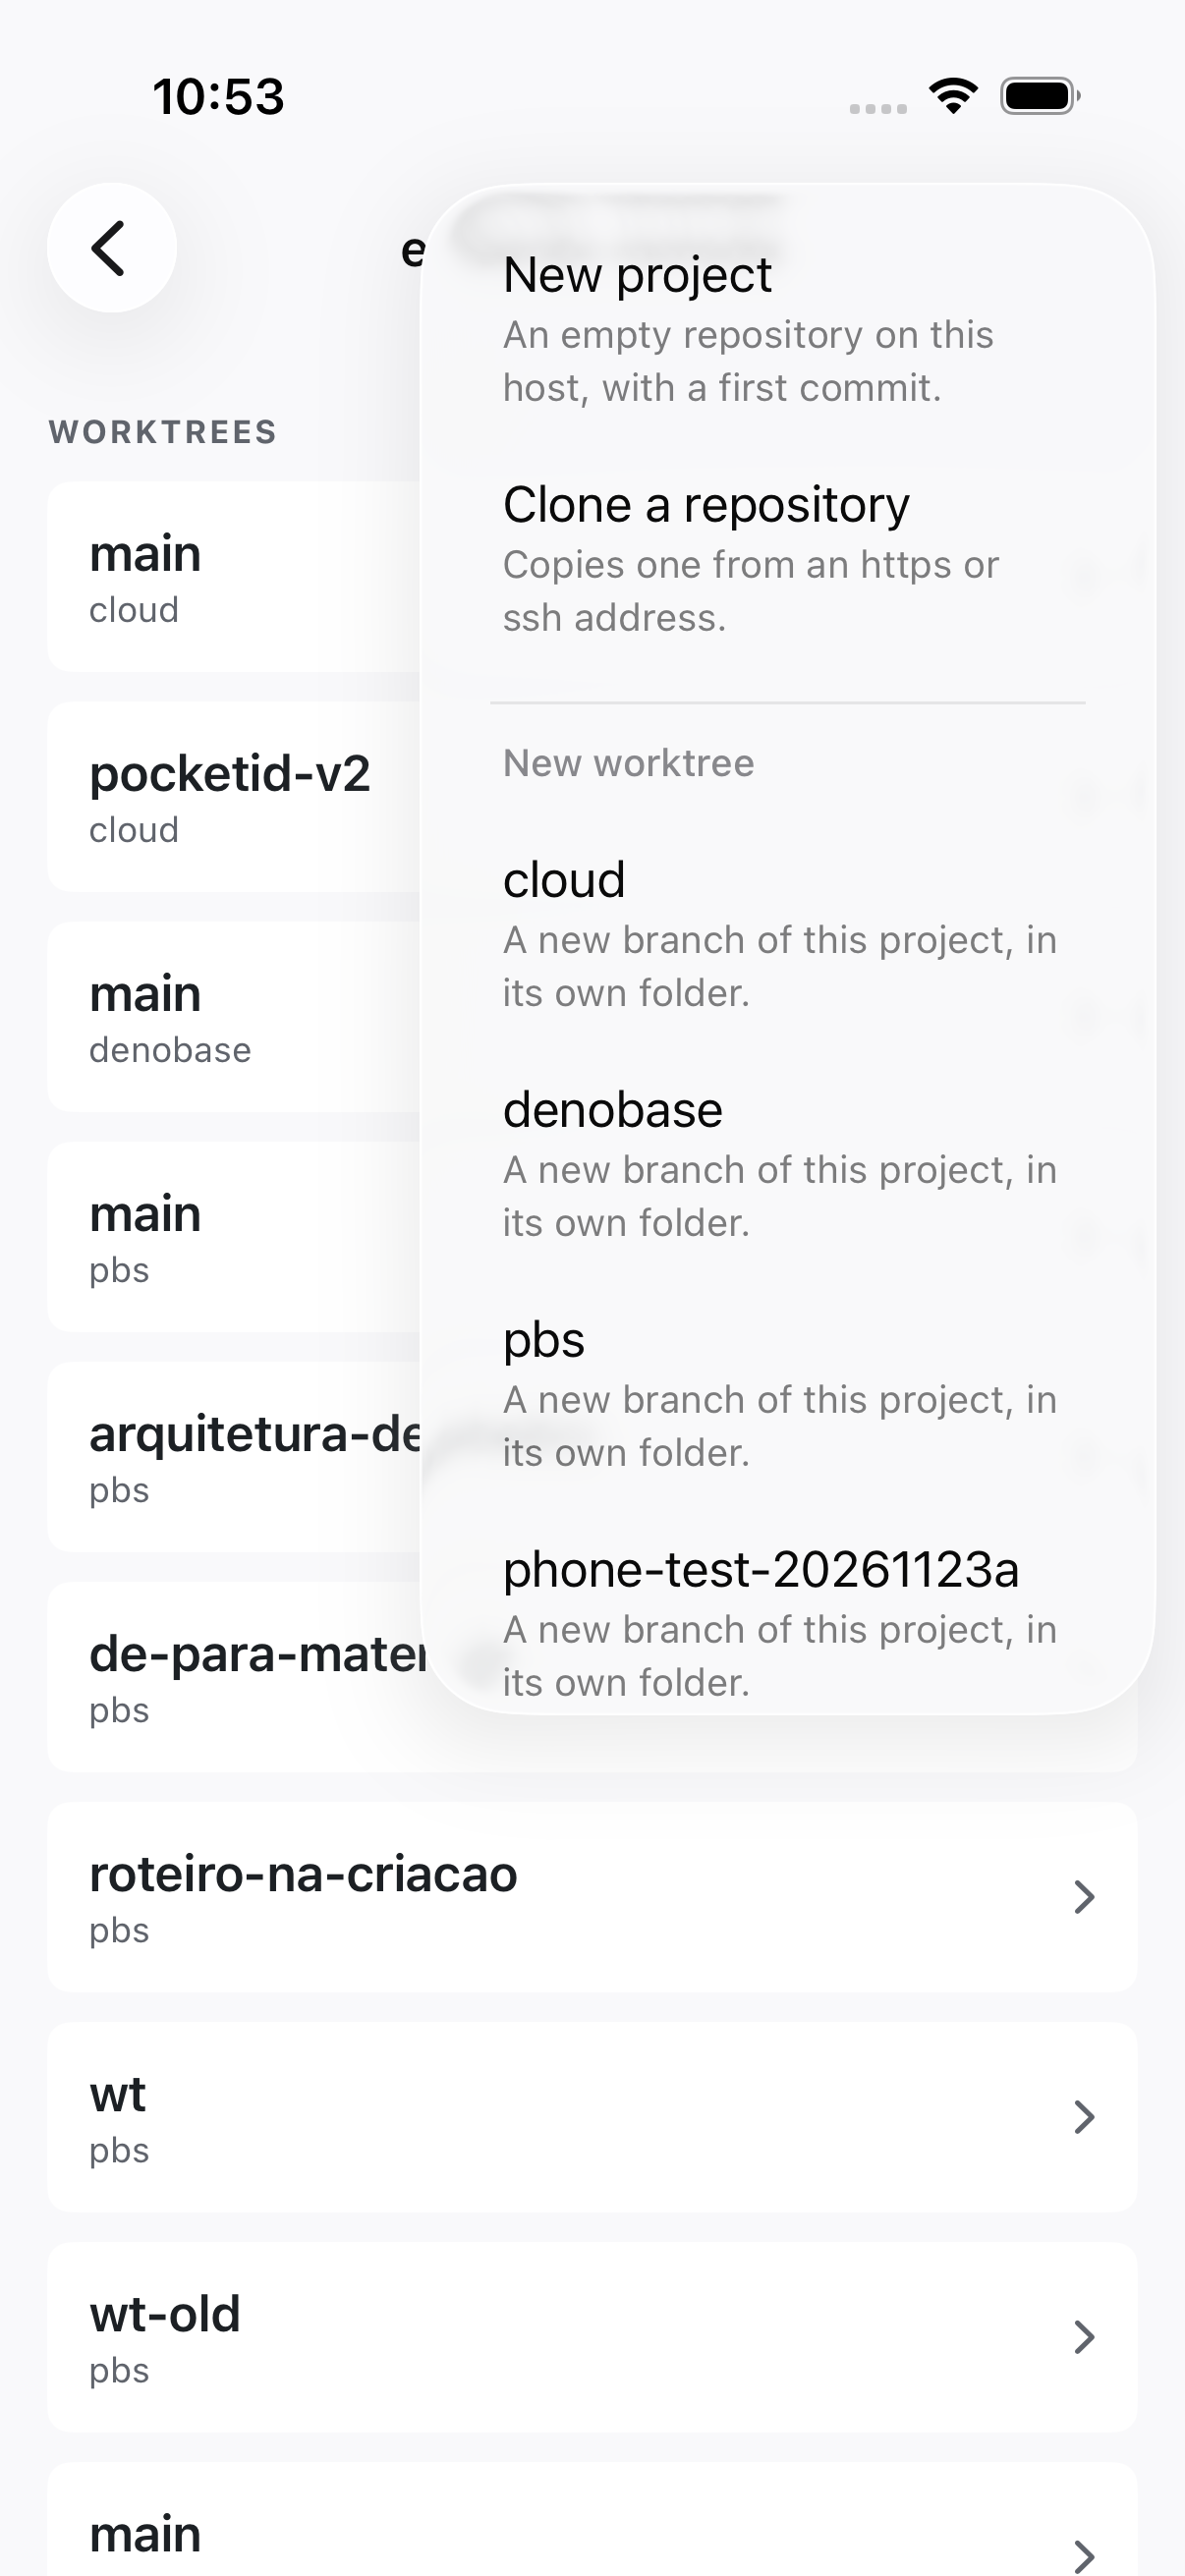 10:53
New project
An empty repository on this
host, with a first commit.
Clone a repository
Copies one from an https or
ssh address.
New worktree
cloud
A new branch of this project, in
its own folder.
denobase
A new branch of this project, in
its own folder.
pbs
A new branch of this project, in
its own folder.
phone-test-20261123a
A new branch of this project, in
its own folder.
WORKTREES
main
cloud
pocketid-v2
cloud
main
denobase
main
pbs
arquitetura-de
pbs
de-para-mater
pbs
roteiro-na-criacao
pbs
wt
pbs
wt-old
pbs
main